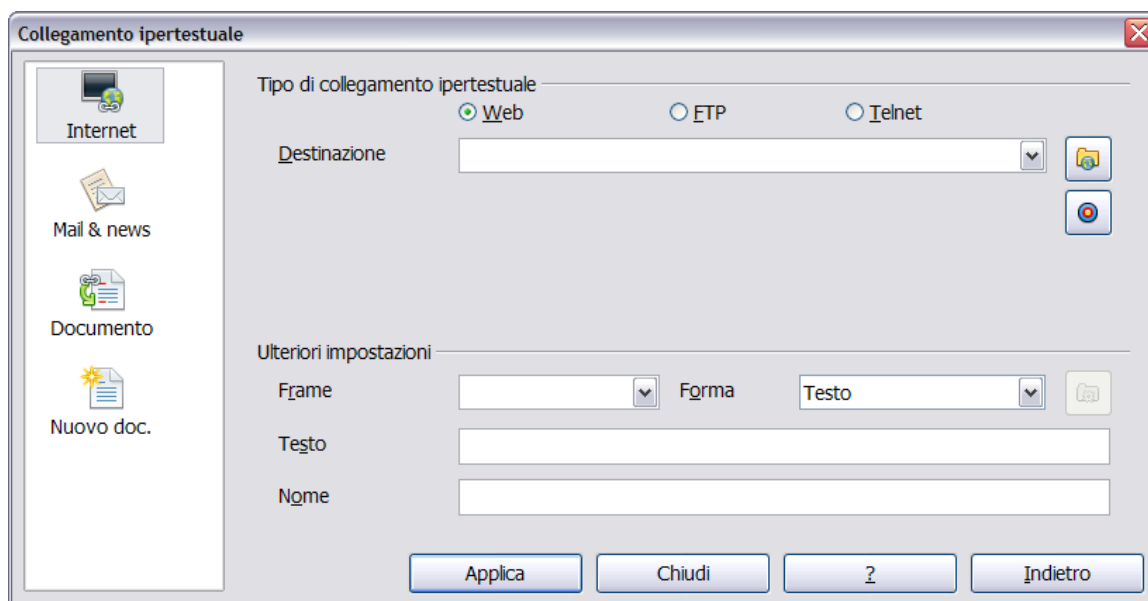 Collegamento ipertestuale
Internet
Mail & news
Documento
Nuovo doc.
Tipo di collegamento ipertestuale
Web FTP Telnet
Destinazione
Ulteriori impostazioni
Frame Forma Testo
Testo
Nome
Applica Chiudi ? Indietro